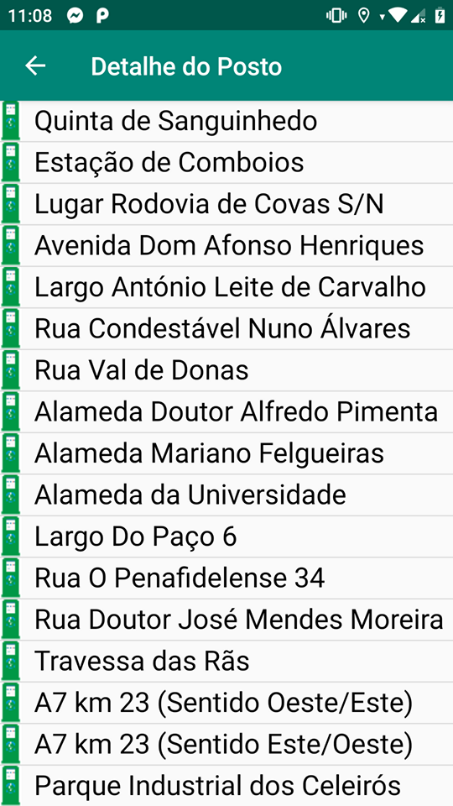 11:08
Detalhe do Posto
Quinta de Sanguinhedo
Estação de Comboios
Lugar Rodovia de Covas S/N
Avenida Dom Afonso Henriques
Largo António Leite de Carvalho
Rua Condestável Nuno Álvares
Rua Val de Donas
Alameda Doutor Alfredo Pimenta
Alameda Mariano Felgueiras
Alameda da Universidade
Largo Do Paço 6
Rua O Penafidelense 34
Rua Doutor José Mendes Moreira
Travessa das Rãs
A7 km 23 (Sentido Oeste/Este)
A7 km 23 (Sentido Este/Oeste)
Parque Industrial dos Celeirós